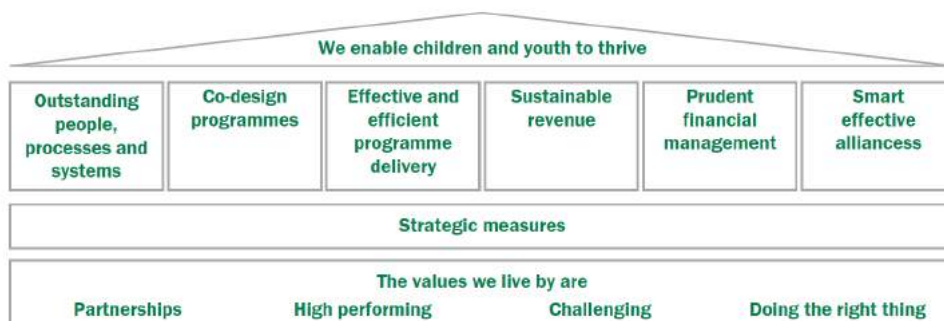 We enable children and youth to thrive
Outstanding
people,
processes and
systems
Co-design
programmes
Effective and
efficient
programme
delivery
Sustainable
revenue
Prudent
financial
management
Smart
effective
alliancess
Strategic measures
The values we live by are
Partnerships High performing Challenging Doing the right thing